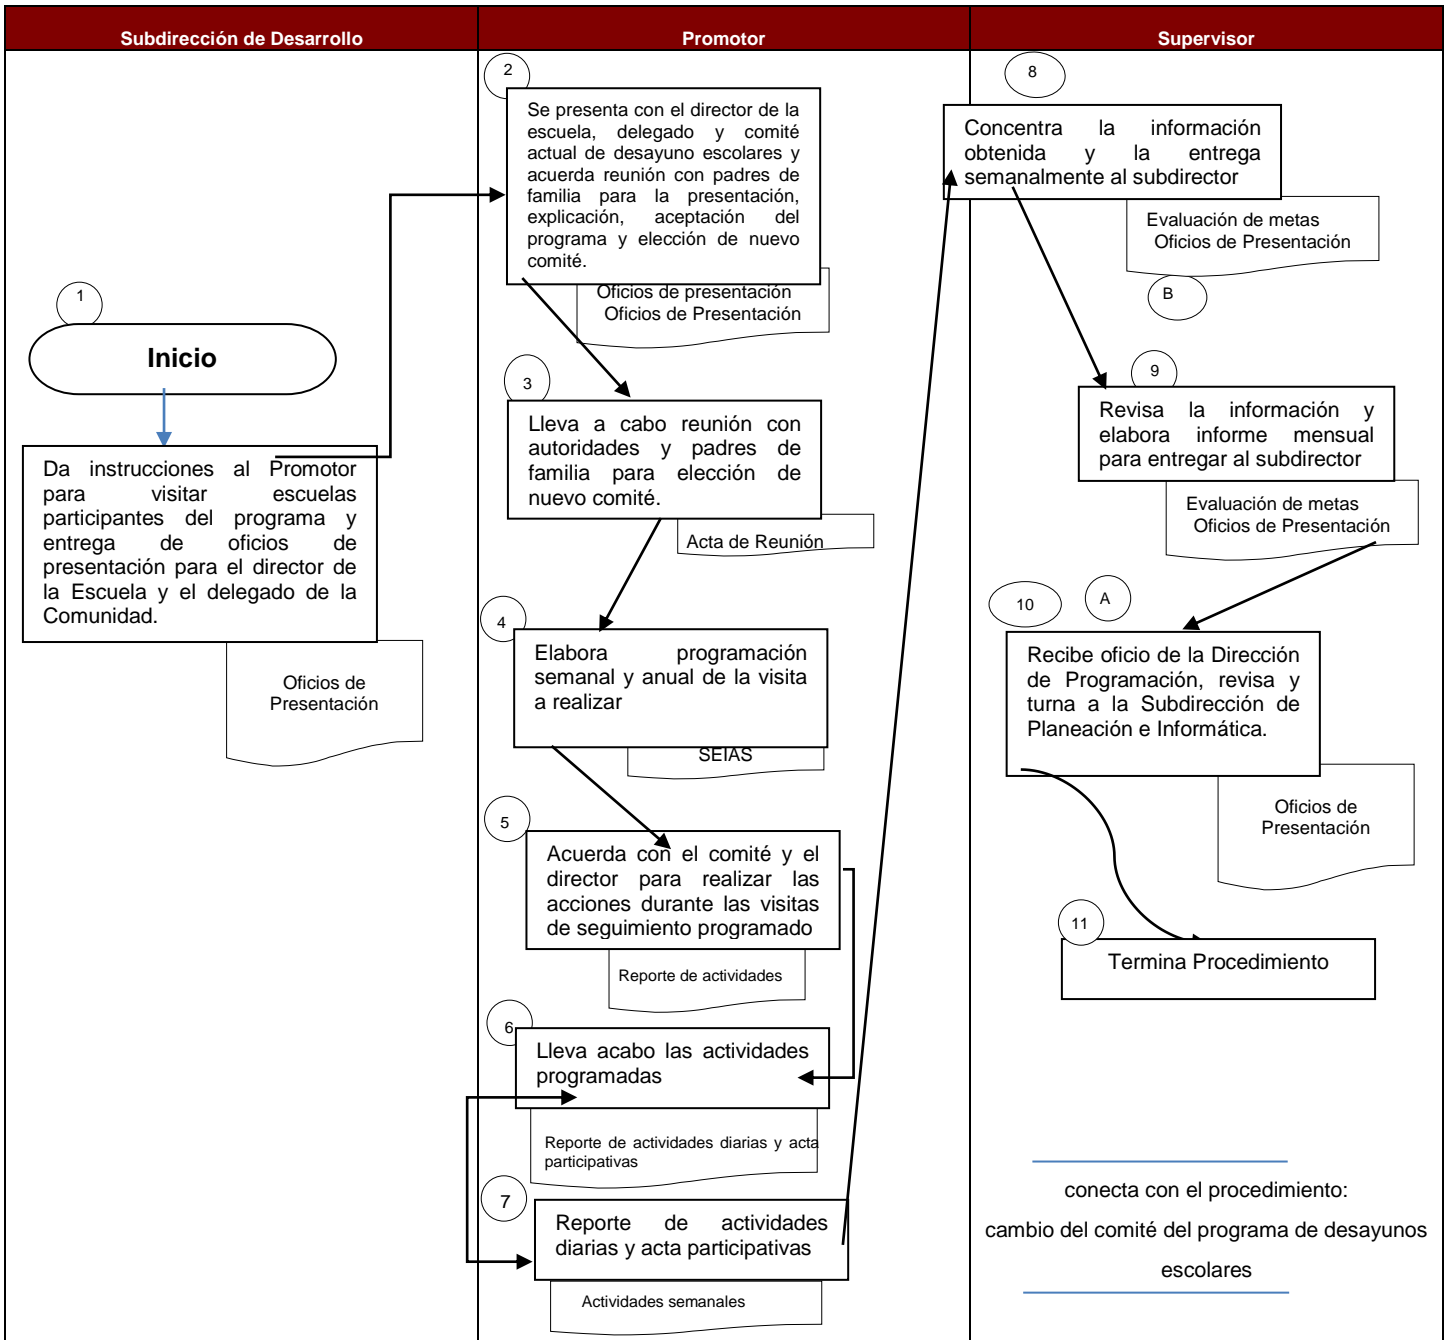 Subdirección de Desarrollo
Promotor
Supervisor
1
Inicio
Da instrucciones al Promotor
para visitar escuelas
participantes del programa y
entrega de oficios de
presentación para el director de
la Escuela y el delegado de la
Comunidad.
Oficios de
Presentación
2
Se presenta con el director de la
escuela, delegado y comité
actual de desayuno escolares y
acuerda reunión con padres de
familia para la presentación,
explicación, aceptación del
programa y elección de nuevo
comité.
Oficios de presentación
Oficios de Presentación
3
Lleva a cabo reunión con
autoridades y padres de
familia para elección de
nuevo comité.
Acta de Reunión
4
Elabora programación
semanal y anual de la visita
a realizar
SEIAS
5
Acuerda con el comité y el
director para realizar las
acciones durante las visitas
de seguimiento programado
Reporte de actividades
6
Lleva acabo las actividades
programadas
Reporte de actividades diarias y acta
participativas
7
Reporte de actividades
diarias y acta participativas
Actividades semanales
8
Concentra la información
obtenida y la entrega
semanalmente al subdirector
Evaluación de metas
Oficios de Presentación
B
9
Revisa la información y
elabora informe mensual
para entregar al subdirector
Evaluación de metas
Oficios de Presentación
10
A
Recibe oficio de la Dirección
de Programación, revisa y
turna a la Subdirección de
Planeación e Informática.
Oficios de
Presentación
11
Termina Procedimiento
conecta con el procedimiento:
cambio del comité del programa de desayunos
escolares